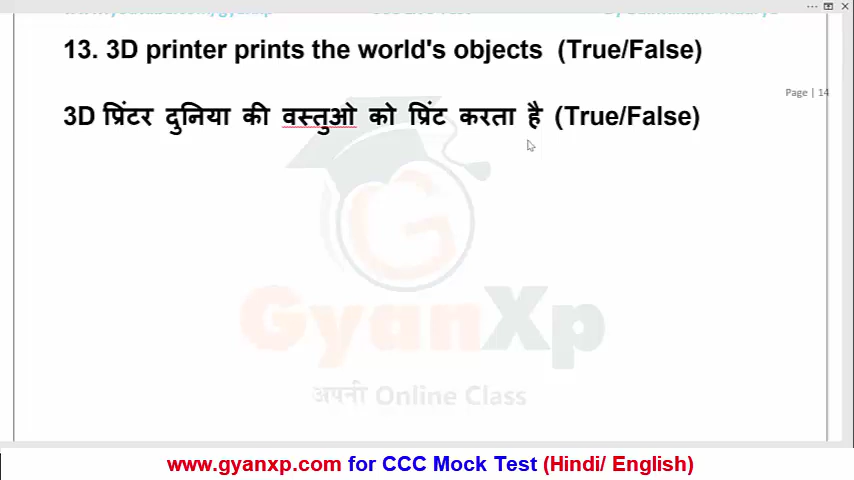 13. 3D printer prints the world's objects (True/False)
Page | 14
3D प्रिंटर दुनिया की वस्तुओ को प्रिंट करता है (True/False)
GyanXp
अपनी Online Class
www.gyanxp.com for CCC Mock Test (Hindi/ English)